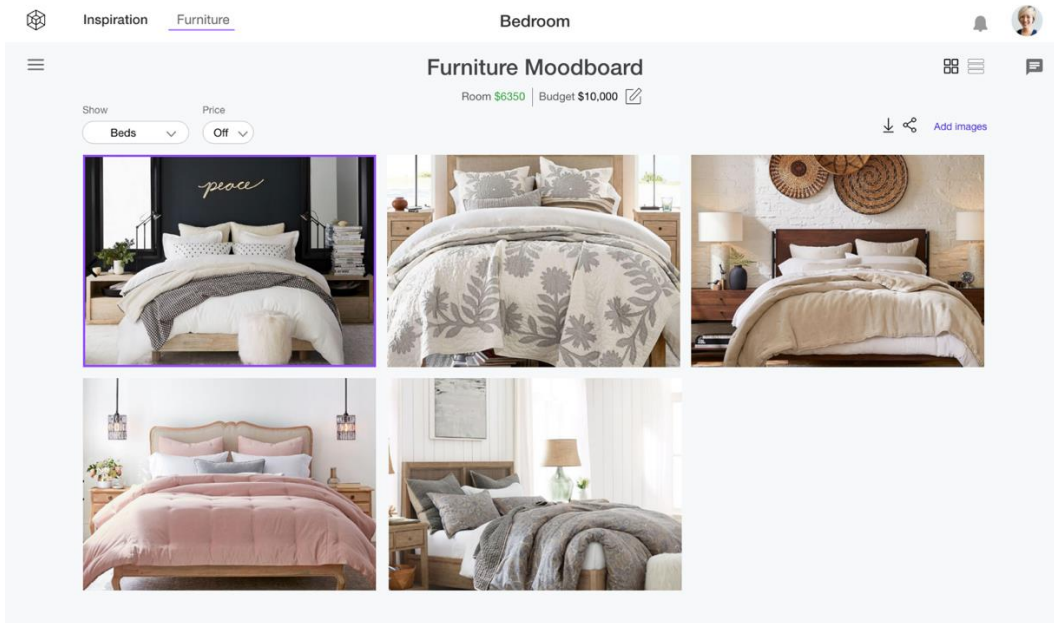 Inspiration Furniture Bedroom
Furniture Moodboard
Room $6350 Budget $10,000
Show Price
Beds Off Add images
peace